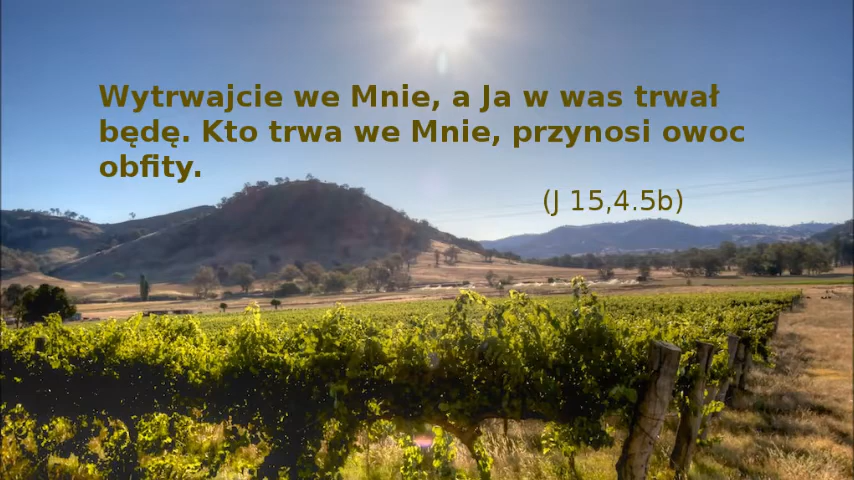 Wytrwajcie we Mnie, a Ja w was trwał
będę. Kto trwa we Mnie, przynosi owoc
obfity.
(J 15,4.5b)